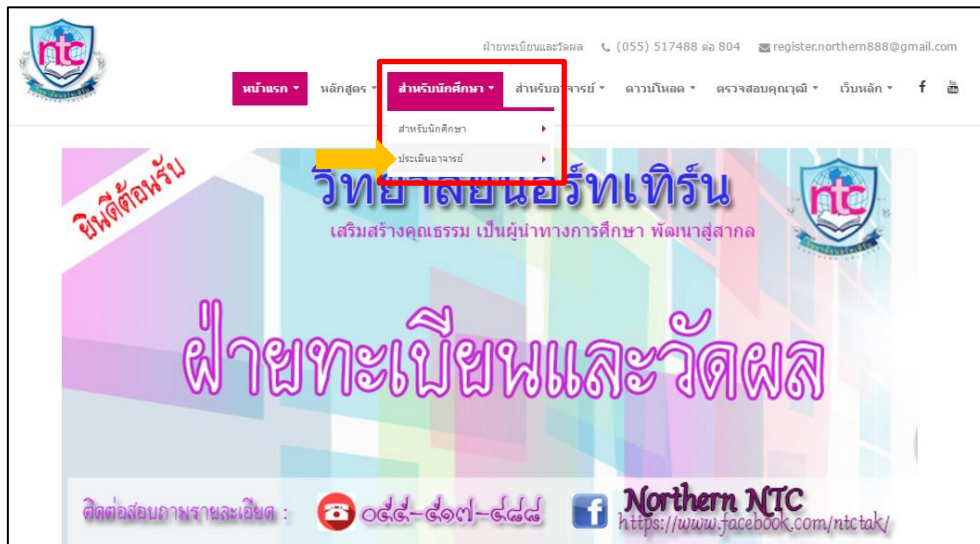 ntc
ฝ่ายทะเบียนและวัดผล (055) 517488 ต่อ 804 register.northern888@gmail.com
หน้าแรก หลักสูตร สำหรับนักศึกษา สำหรับอาจารย์ ดาวน์โหลด ตรวจสอบคุณวุฒิ เว็บหลัก
สำหรับนักศึกษา
ประเมินอาจารย์
ยินดีต้อนรับ
วิทยาลัยนอร์ทเทิร์น
ntc
เสริมสร้างคุณธรรม เป็นผู้นำทางการศึกษา พัฒนาสู่สากล
ฝ่ายทะเบียนและวัดผล
ติดต่อสอบถามรายละเอียด : ๐๕๕-๕๑๗-๔๘๘ Northern NTC
https://www.facebook.com/ntctak/